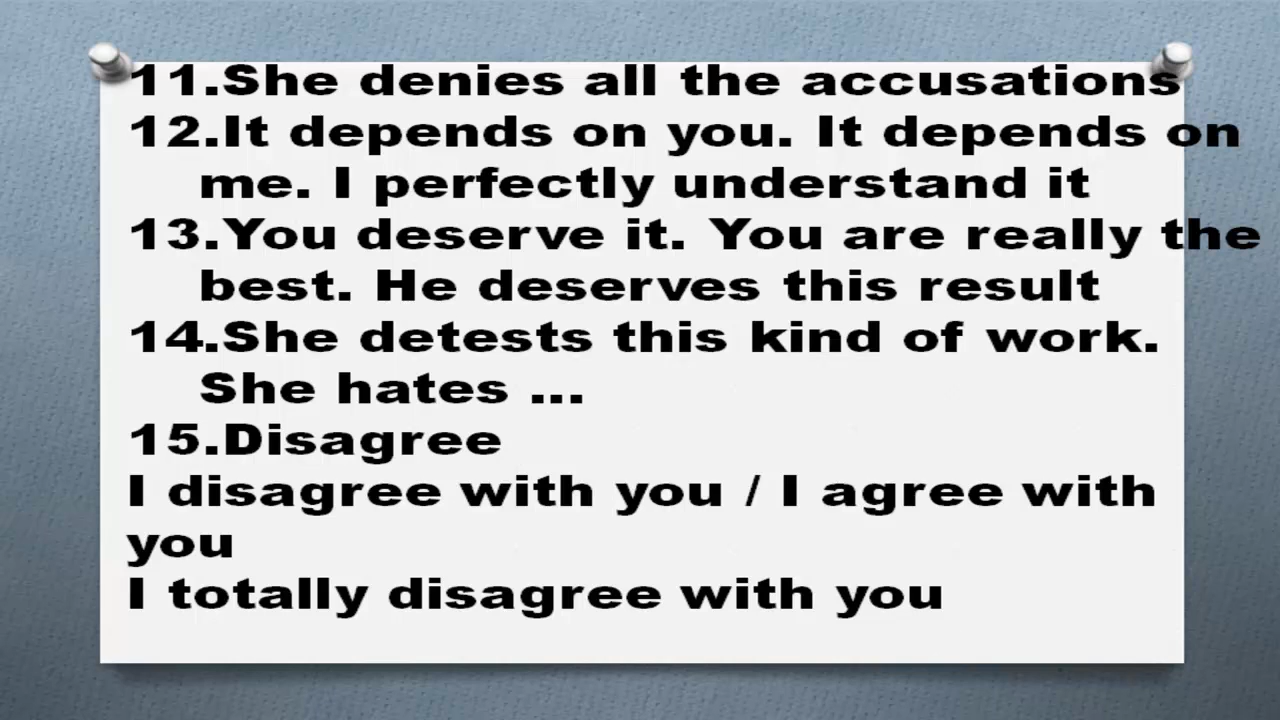 11.She denies all the accusations
12.It depends on you. It depends on
me. I perfectly understand it
13.You deserve it. You are really the
best. He deserves this result
14.She detests this kind of work.
She hates ...
15.Disagree
I disagree with you / I agree with
you
I totally disagree with you